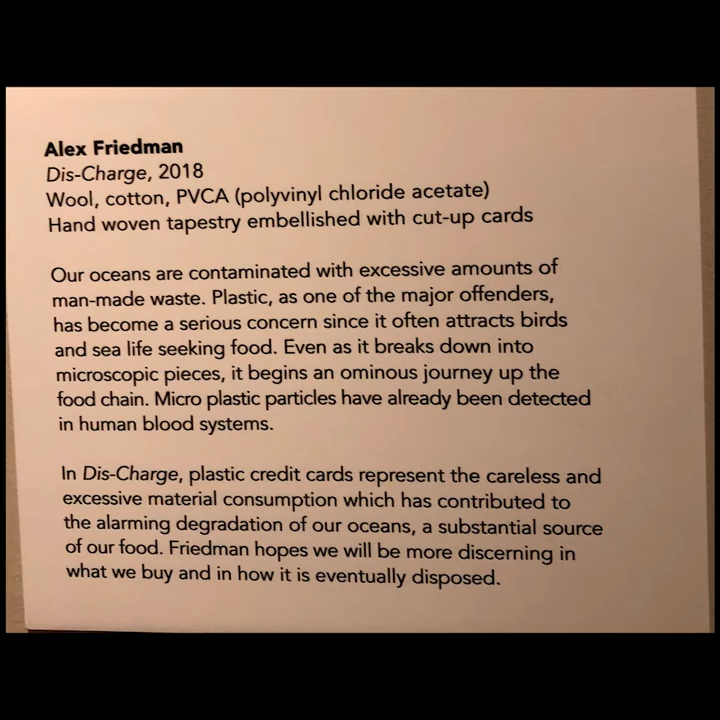 Alex Friedman
Dis-Charge, 2018
Wool, cotton, PVCA (polyvinyl chloride acetate)
Hand woven tapestry embellished with cut-up cards
Our oceans are contaminated with excessive amounts of
man-made waste. Plastic, as one of the major offenders,
has become a serious concern since it often attracts birds
and sea life seeking food. Even as it breaks down into
microscopic pieces, it begins an ominous journey up the
food chain. Micro plastic particles have already been detected
in human blood systems.
In Dis-Charge, plastic credit cards represent the careless and
excessive material consumption which has contributed to
the alarming degradation of our oceans, a substantial source
of our food. Friedman hopes we will be more discerning in
what we buy and in how it is eventually disposed.